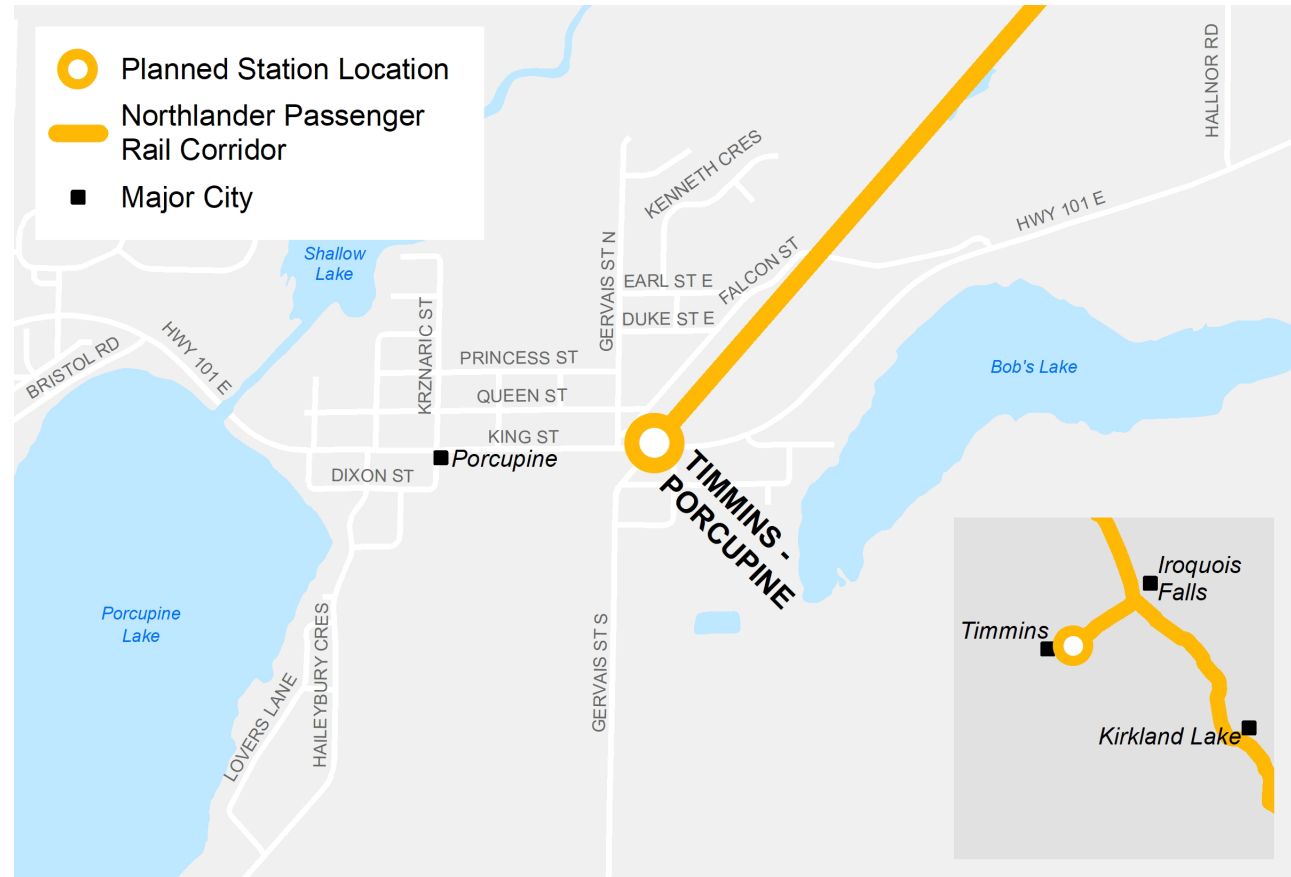 Planned Station Location
Northlander Passenger
Rail Corridor
Major City
HALLNOR RD
KENNETH CRES
HWY 101 E
Shallow
Lake
GERVAIS ST N
FALCON ST
EARL ST E
DUKE ST E
KRZNARIC ST
HWY 101 E
BRISTOL RD
PRINCESS ST
Bob's Lake
QUEEN ST
KING ST
Porcupine
DIXON ST
TIMMINS -
PORCUPINE
Porcupine
Lake
HAILEYBURY CRES
LOVERS LANE
GERVAIS ST S
Iroquois
Falls
Timmins
Kirkland Lake